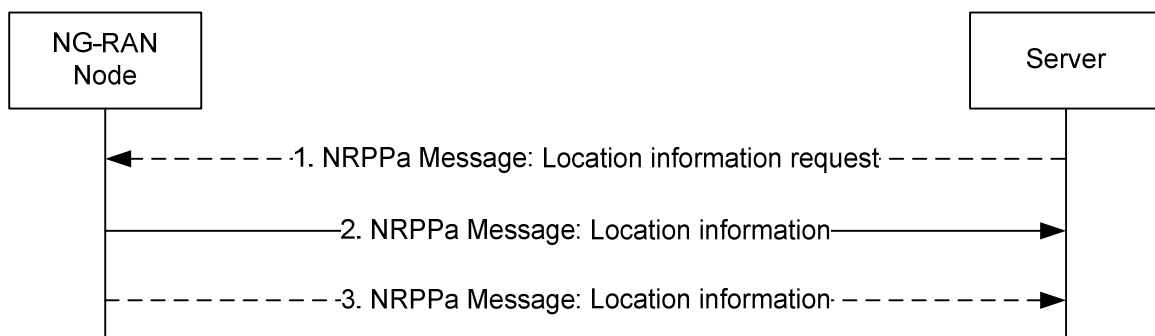 NG-RAN
Node
Server
1. NRPPa Message: Location information request
2. NRPPa Message: Location information
3. NRPPa Message: Location information